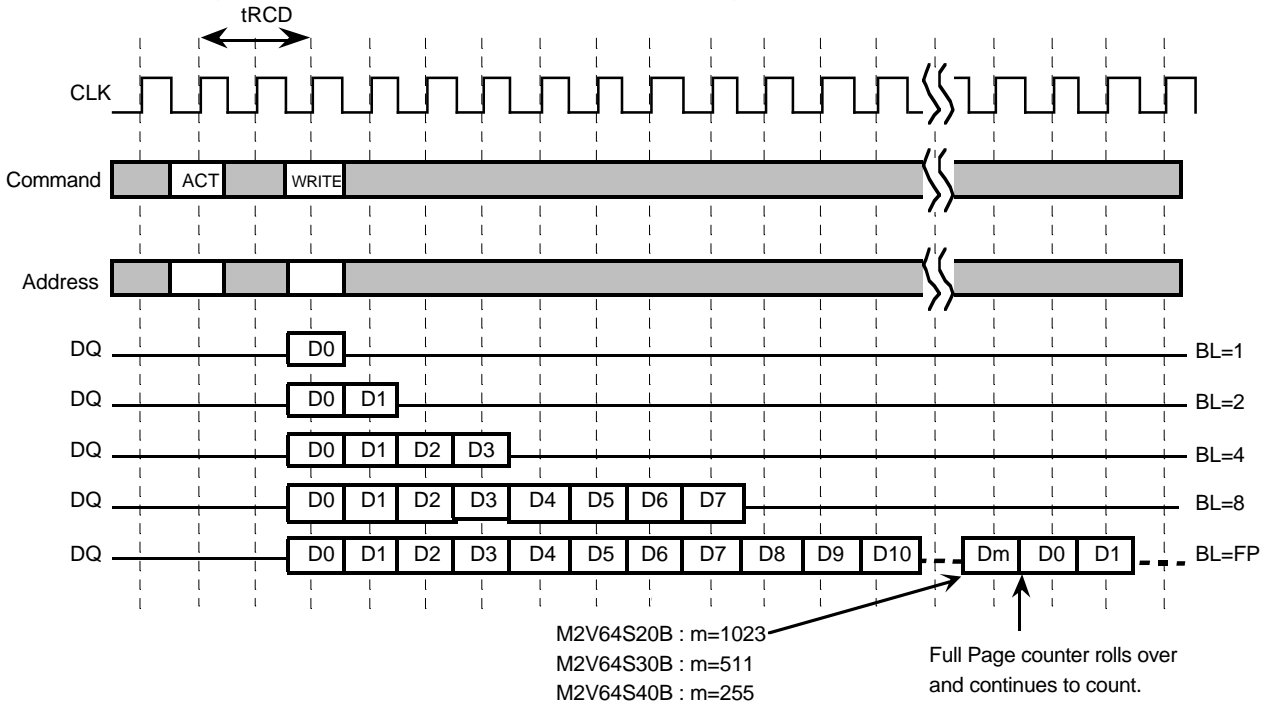 tRCD
CLK
Command ACT WRITE
Address
DQ D0 BL=1
DQ D0 D1 BL=2
DQ D0 D1 D2 D3 BL=4
DQ D0 D1 D2 D3 D4 D5 D6 D7 BL=8
DQ D0 D1 D2 D3 D4 D5 D6 D7 D8 D9 D10 Dm D0 D1 BL=FP
M2V64S20B : m=1023
M2V64S30B : m=511
M2V64S40B : m=255
Full Page counter rolls over
and continues to count.